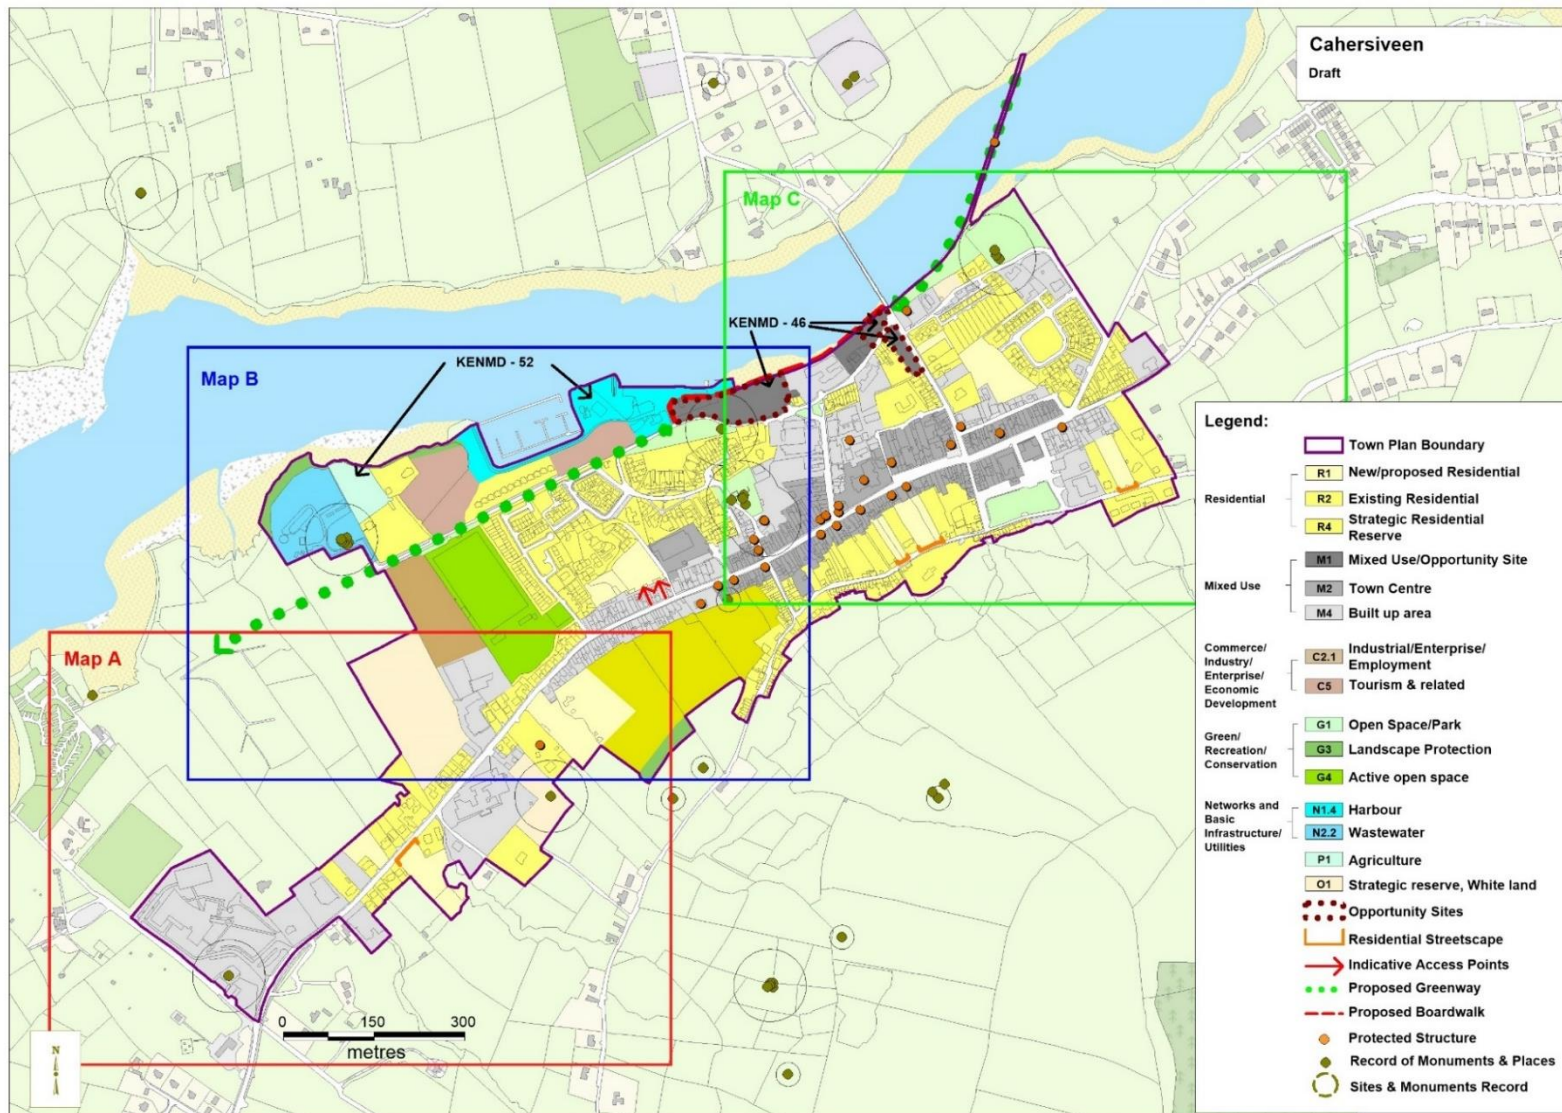 Cahersiveen
Draft
Map C
KENMD - 46
KENMD - 52
Map B
Map A
0 150 300
metres
N
Legend:
Town Plan Boundary
Residential
R1 New/proposed Residential
R2 Existing Residential
R4 Strategic Residential
Reserve
Mixed Use
M1 Mixed Use/Opportunity Site
M2 Town Centre
M4 Built up area
Commerce/
Industry/
Enterprise/
Economic
Development
C2.1 Industrial/Enterprise/
Employment
C5 Tourism & related
Green/
Recreation/
Conservation
G1 Open Space/Park
G3 Landscape Protection
G4 Active open space
Networks and
Basic
Infrastructure/
Utilities
N1.4 Harbour
N2.2 Wastewater
P1 Agriculture
O1 Strategic reserve, White land
Opportunity Sites
Residential Streetscape
Indicative Access Points
Proposed Greenway
Proposed Boardwalk
Protected Structure
Record of Monuments & Places
Sites & Monuments Record